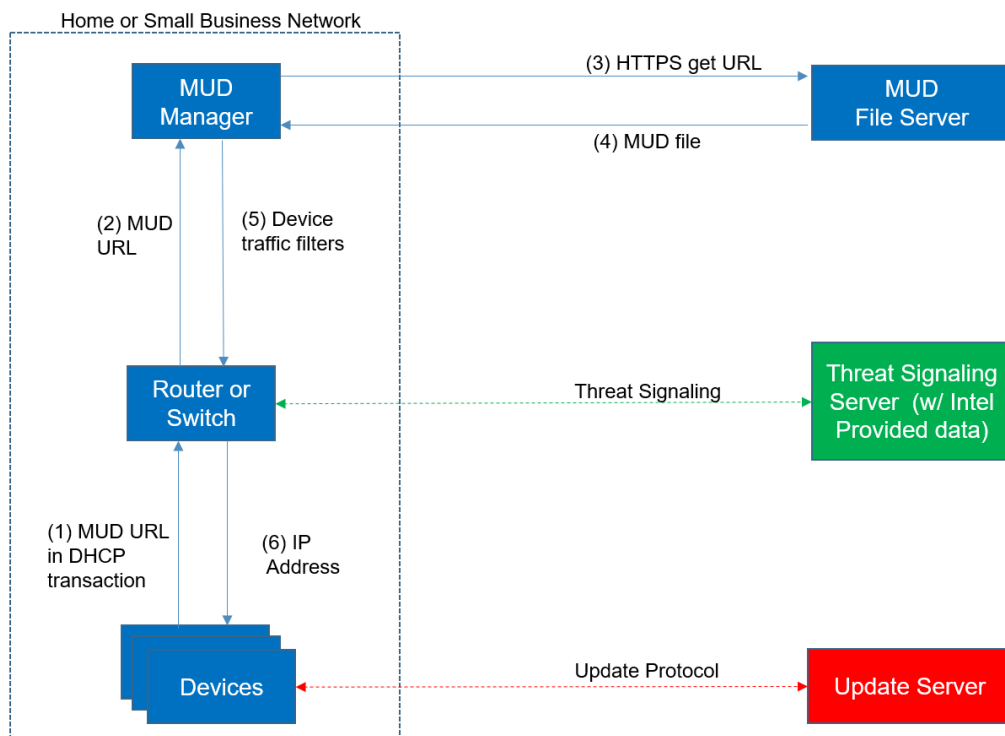 Home or Small Business Network
MUD
Manager
(3) HTTPS get URL
MUD
File Server
(4) MUD file
(2) MUD
URL
(5) Device
traffic filters
Router or
Switch
Threat Signaling
Threat Signaling
Server (w/ Intel
Provided data)
(1) MUD URL
in DHCP
transaction
(6) IP
Address
Devices
Update Protocol
Update Server